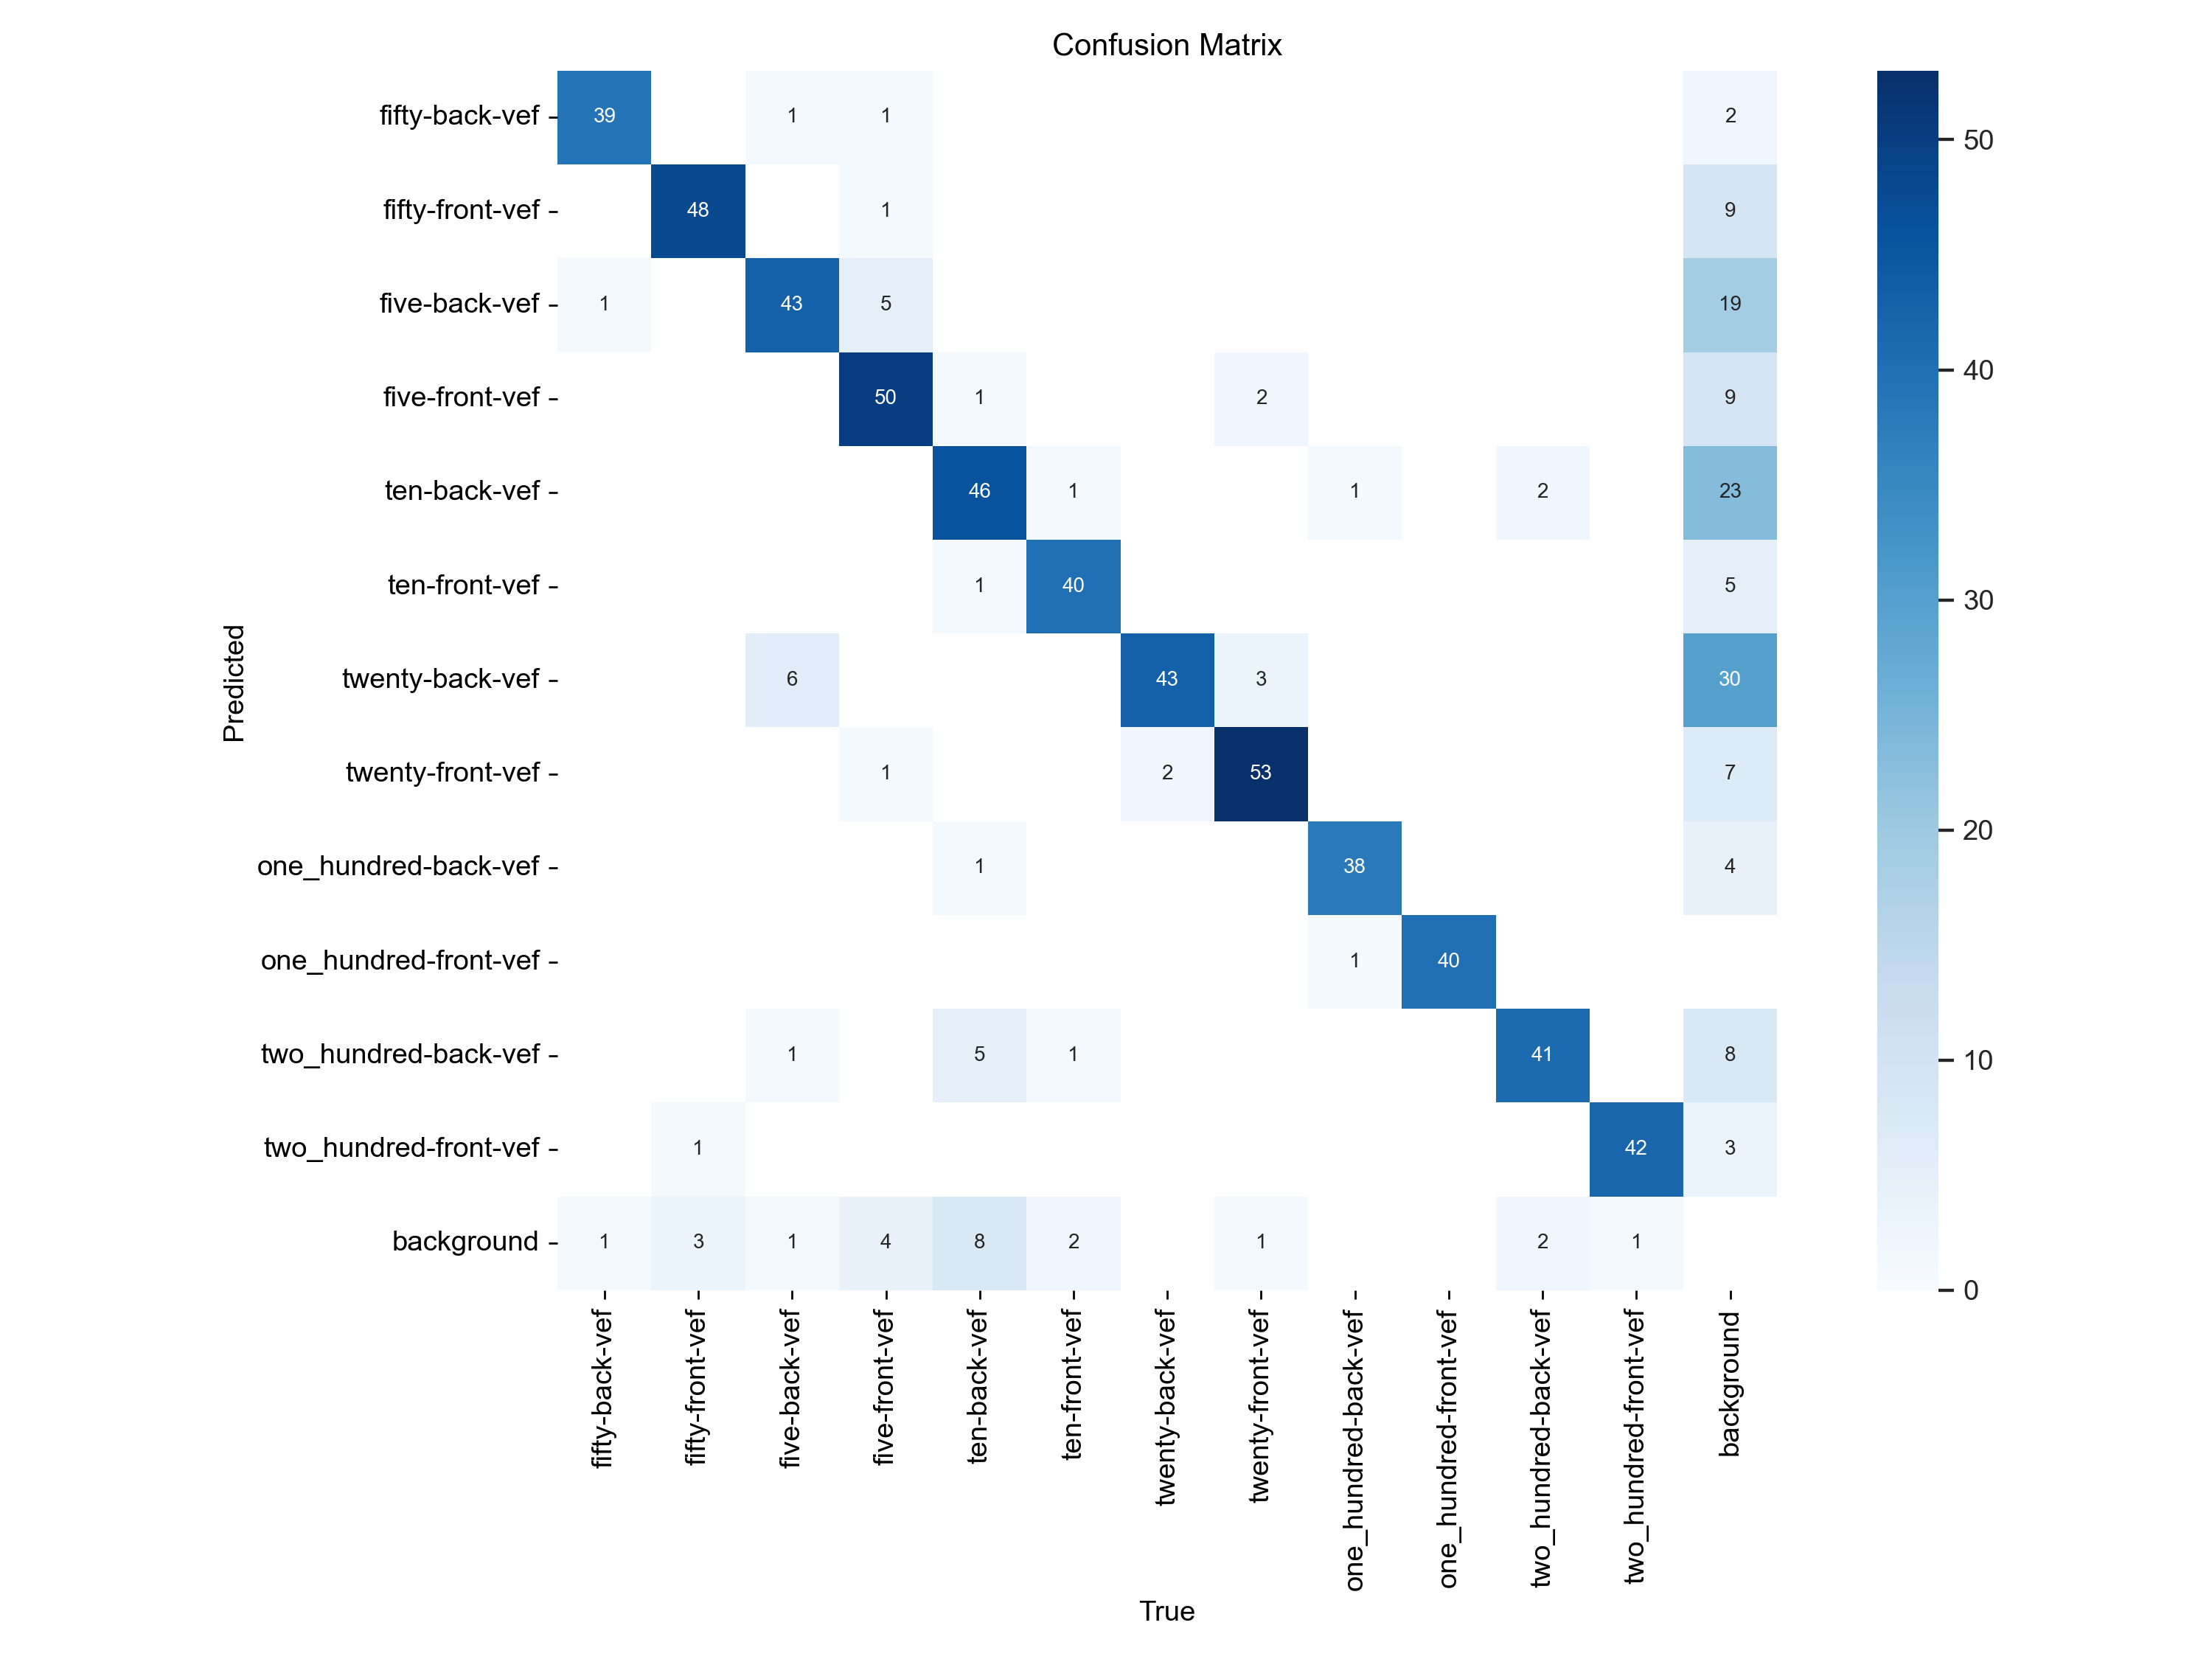 Confusion Matrix
fifty-back-vef 39 1 1 2
fifty-front-vef 48 1 9
five-back-vef 1 43 5 19
five-front-vef 50 1 2 9
ten-back-vef 46 1 1 2 23
ten-front-vef 1 40 5
twenty-back-vef 6 43 3 30
twenty-front-vef 1 2 53 7
one_hundred-back-vef 1 38 4
one_hundred-front-vef 1 40
two_hundred-back-vef 1 5 1 41 8
two_hundred-front-vef 1 42 3
background 1 3 1 4 8 2 1 2 1
Predicted
fifty-back-vef
fifty-front-vef
five-back-vef
five-front-vef
ten-back-vef
ten-front-vef
twenty-back-vef
twenty-front-vef
one_hundred-back-vef
one_hundred-front-vef
two_hundred-back-vef
two_hundred-front-vef
background
True
50
40
30
20
10
0